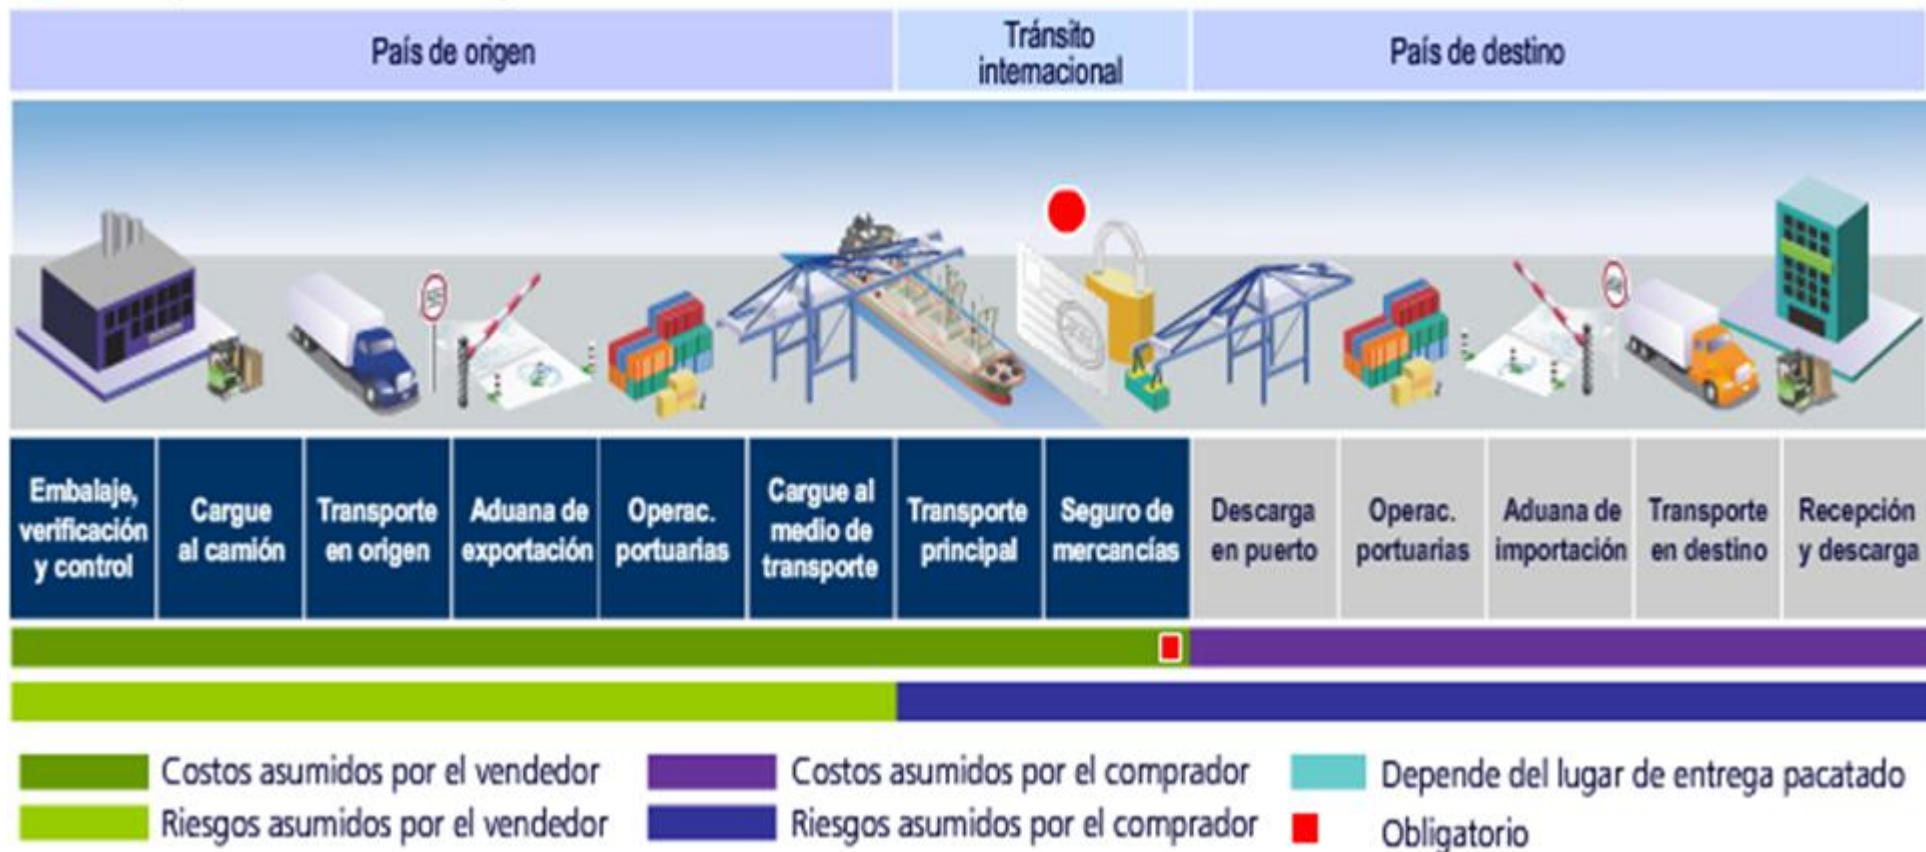 País de origen
Tránsito
internacional
País de destino
Embalaje,
verificación
y control
Cargue
al camión
Transporte
en origen
Aduana de
exportación
Operac.
portuarias
Cargue al
medio de
transporte
Transporte
principal
Seguro de
mercancías
Descarga
en puerto
Operac.
portuarias
Aduana de
importación
Transporte
en destino
Recepción
y descarga
Costos asumidos por el vendedor
Costos asumidos por el comprador
Depende del lugar de entrega pacatado
Riesgos asumidos por el vendedor
Riesgos asumidos por el comprador
Obligatorio